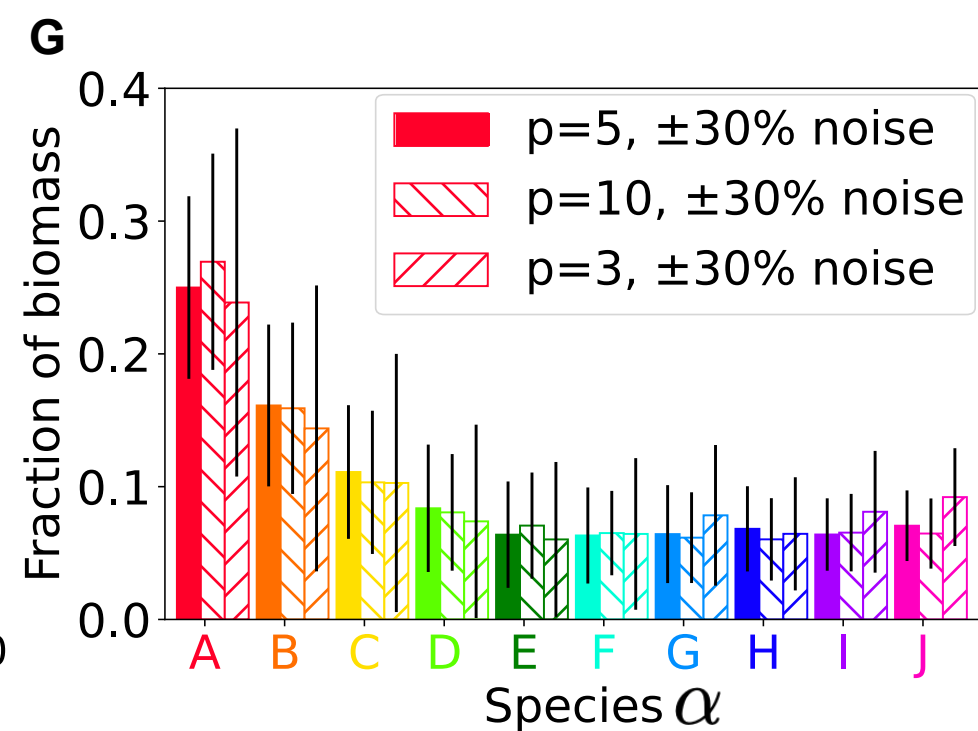 G
0.4
0.3
0.2
0.1
0.0
Fraction of biomass
p=5, ±30% noise
p=10, ±30% noise
p=3, ±30% noise
A B C D E F G H I J
Species α
0